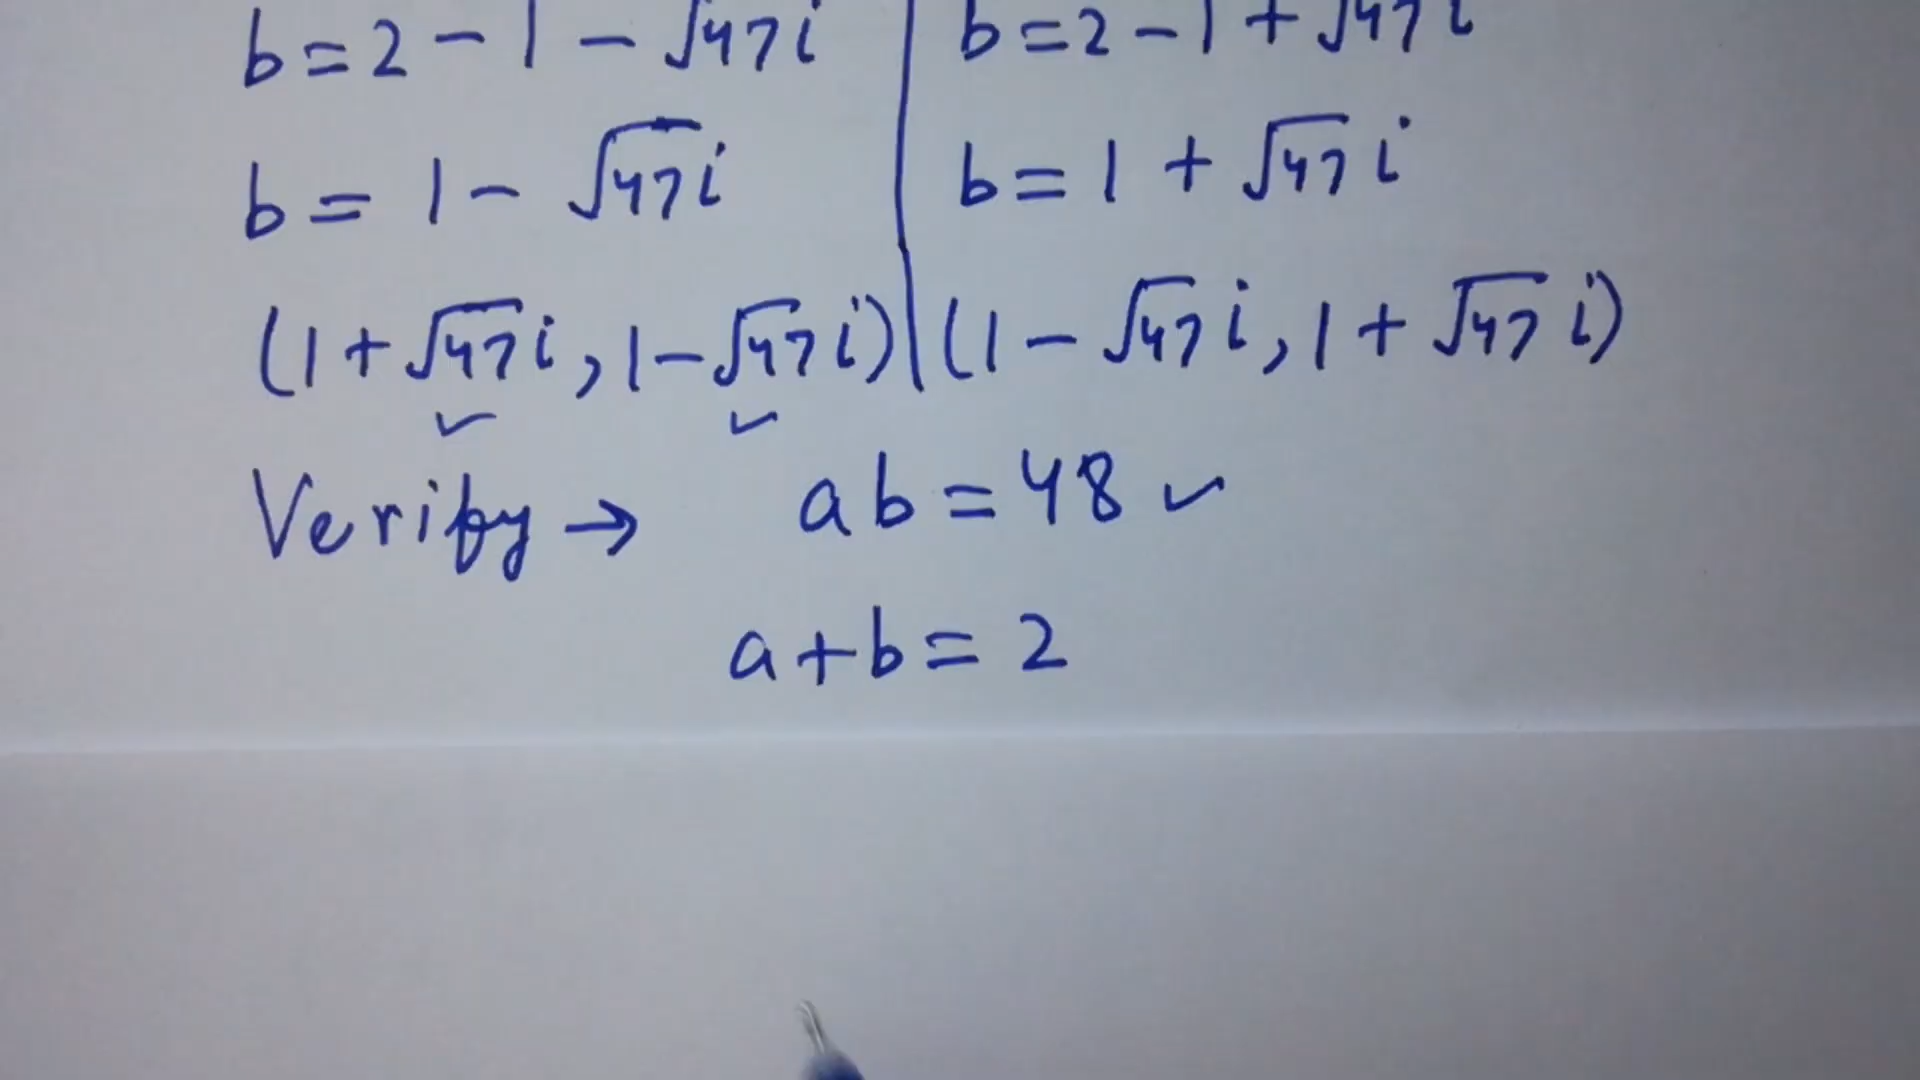 b = 2 - 1 - √47 i | b = 2 - 1 + √47 i
b = 1 - √47 i | b = 1 + √47 i
(1 + √47 i, 1 - √47 i) | (1 - √47 i, 1 + √47 i)
✓ ✓
Verify → ab = 48 ✓
a + b = 2